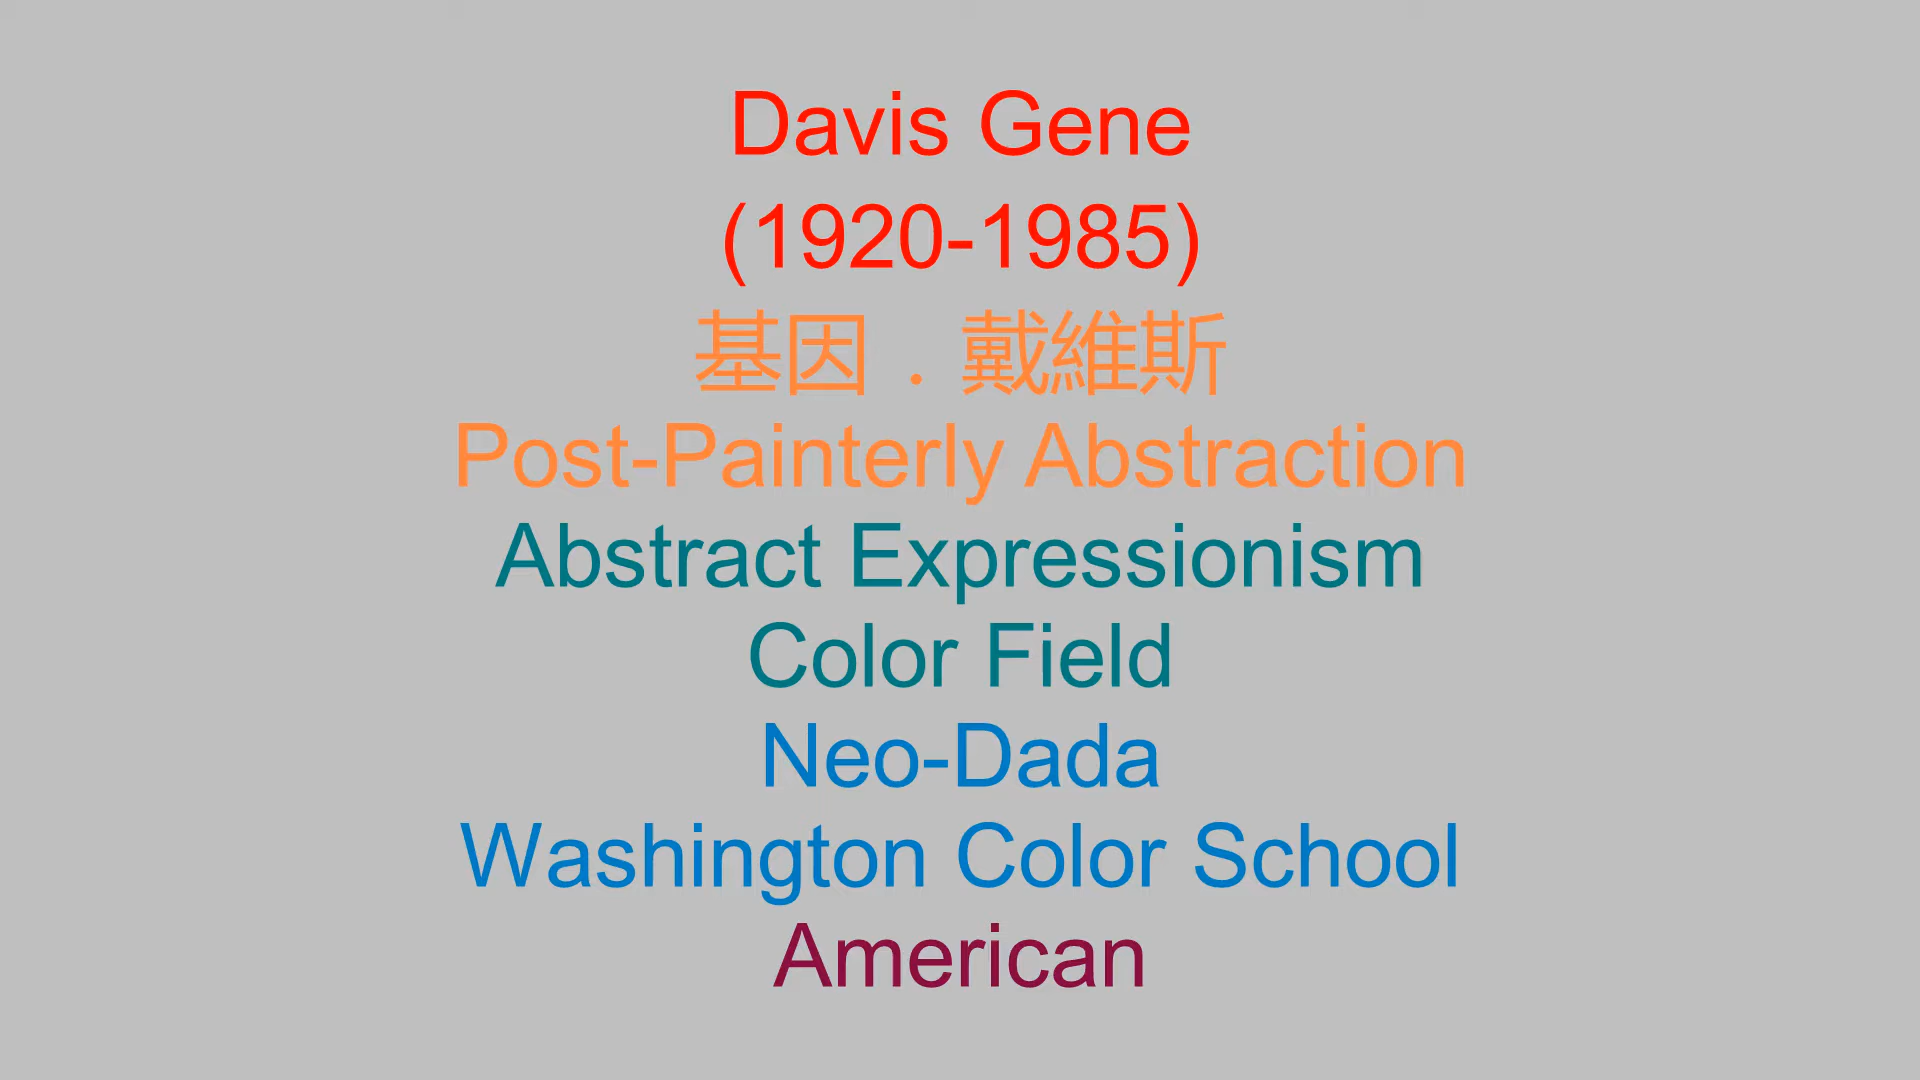 Davis Gene
(1920-1985)
基因．戴維斯
Post-Painterly Abstraction
Abstract Expressionism
Color Field
Neo-Dada
Washington Color School
American